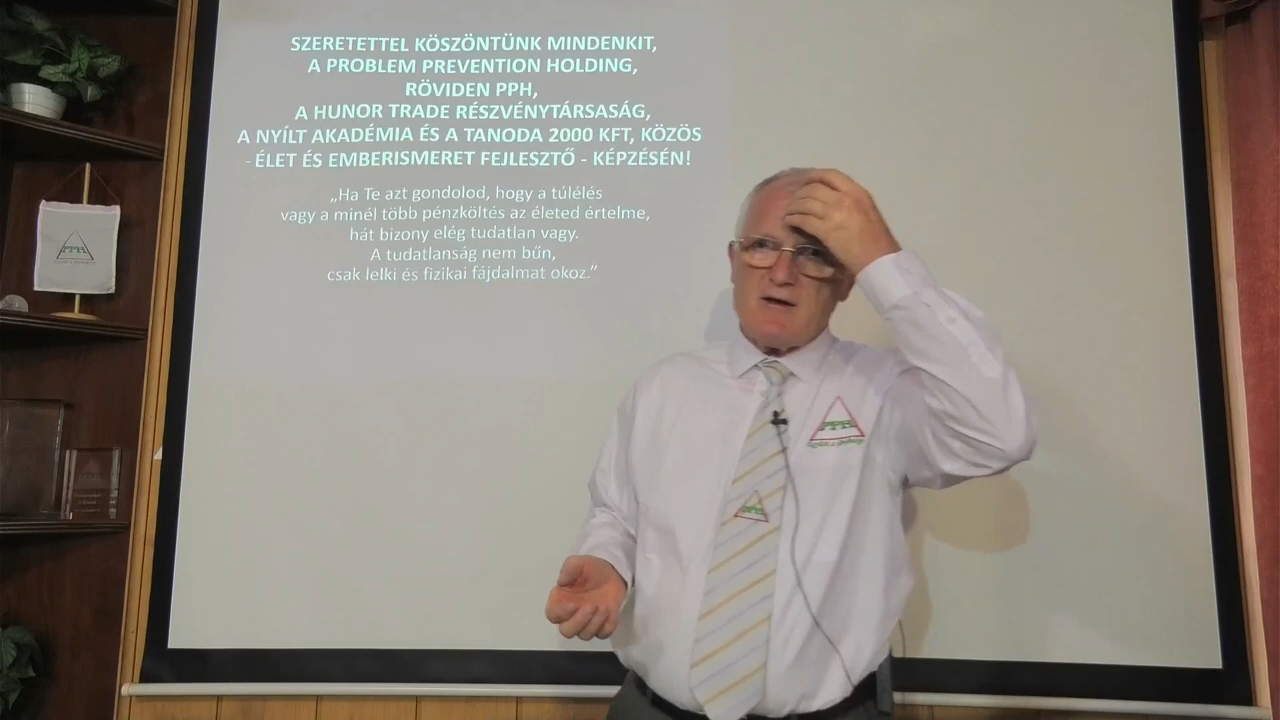 SZERETETTEL KÖSZÖNTÜNK MINDENKIT,
A PROBLEM PREVENTION HOLDING,
RÖVIDEN PPH,
A HUNOR TRADE RÉSZVÉNYTÁRSASÁG,
A NYÍLT AKADÉMIA ÉS A TANODA 2000 KFT, KÖZÖS
- ÉLET ÉS EMBERISMERET FEJLESZTŐ - KÉPZÉSÉN!
„Ha Te azt gondolod, hogy a túlélés
vagy a minél több pénzköltés az életed értelme,
hát bizony elég tudatlan vagy.
A tudatlanság nem bűn,
csak lelki és fizikai fájdalmat okoz.”
PPH
PPH
PPH